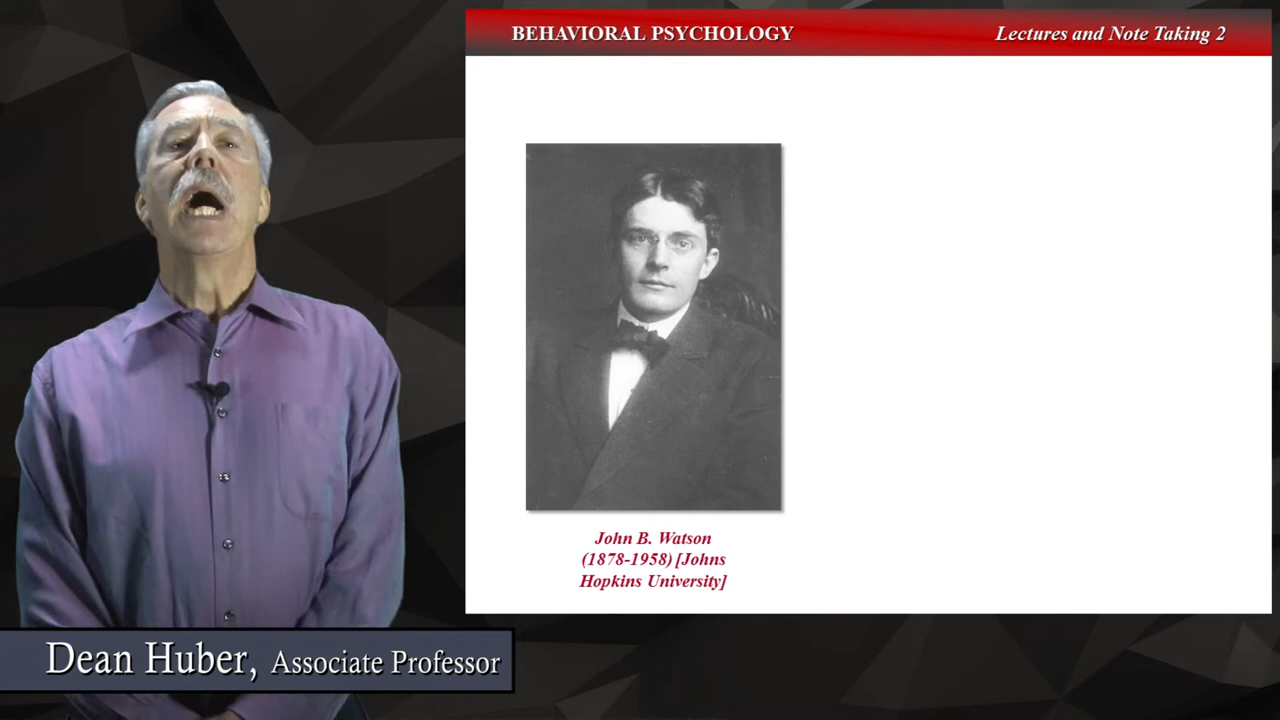 BEHAVIORAL PSYCHOLOGY
Lectures and Note Taking 2
John B. Watson
(1878-1958) [Johns
Hopkins University]
Dean Huber, Associate Professor